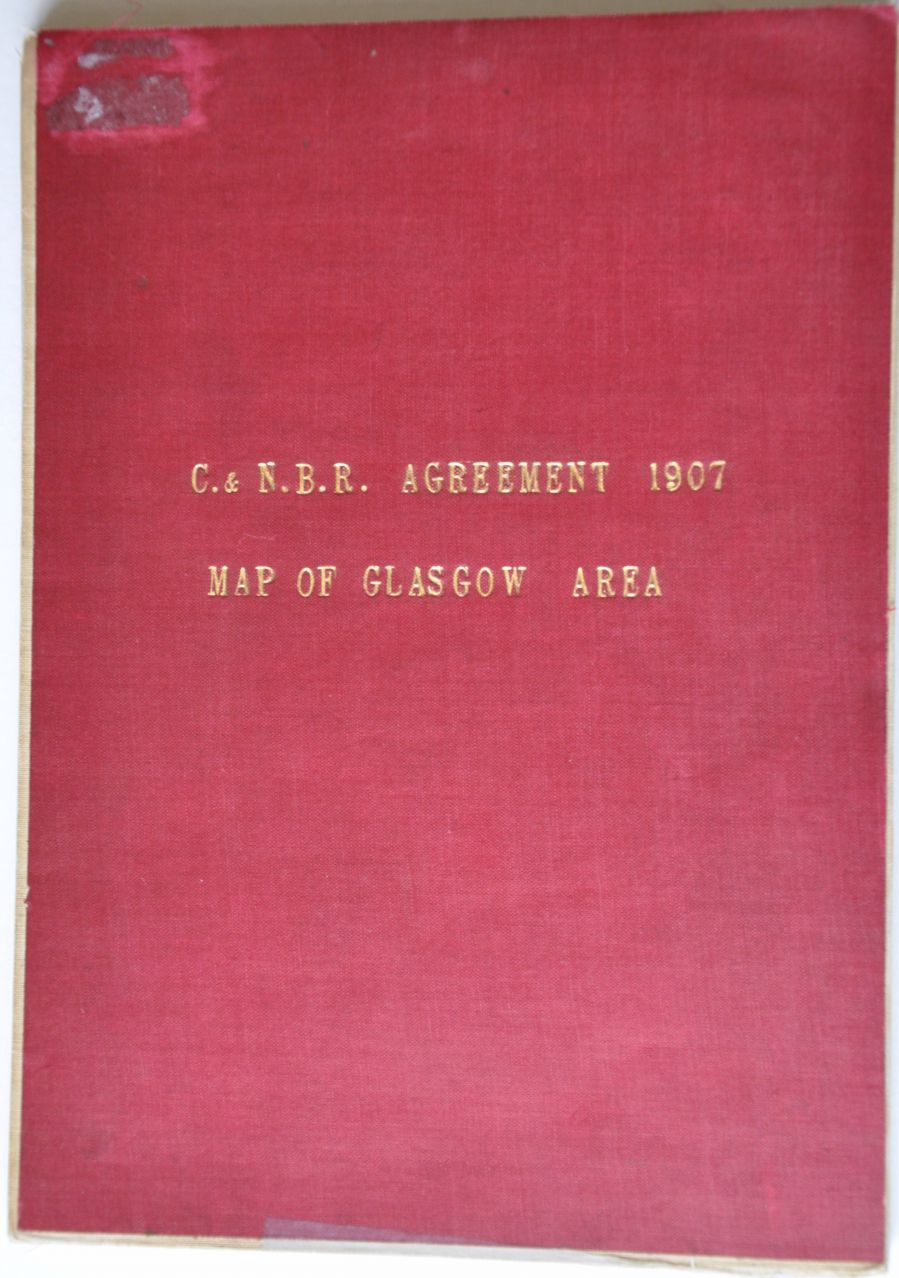 C. & N.B.R. AGREEMENT 1907
MAP OF GLASGOW AREA